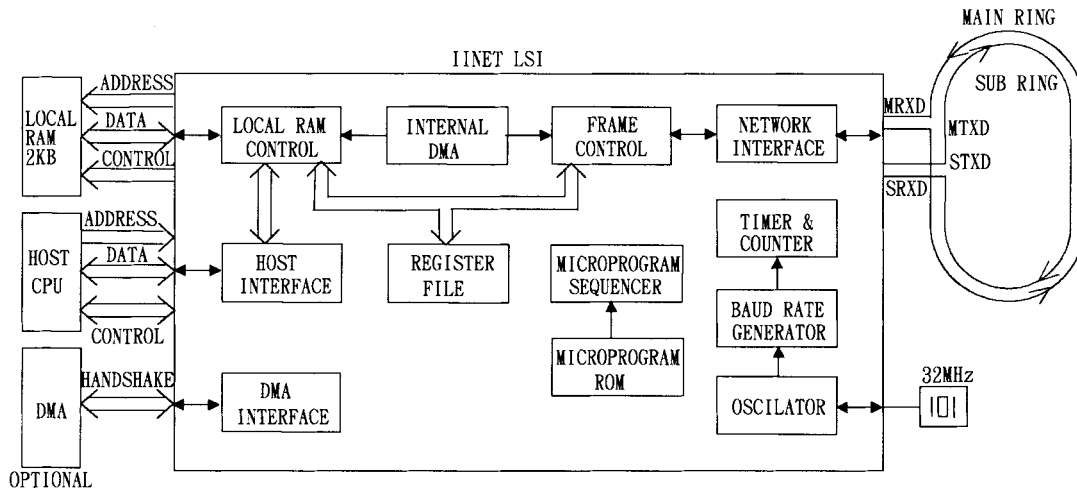 MAIN RING
SUB RING
IINET LSI
ADDRESS
DATA
CONTROL
LOCAL
RAM
2KB
LOCAL RAM
CONTROL
INTERNAL
DMA
FRAME
CONTROL
NETWORK
INTERFACE
MRXD
MTXD
STXD
SRXD
ADDRESS
DATA
CONTROL
HOST
CPU
HOST
INTERFACE
REGISTER
FILE
MICROPROGRAM
SEQUENCER
TIMER &
COUNTER
BAUD RATE
GENERATOR
MICROPROGRAM
ROM
HANDSHAKE
DMA
OPTIONAL
DMA
INTERFACE
OSCILATOR
32MHz